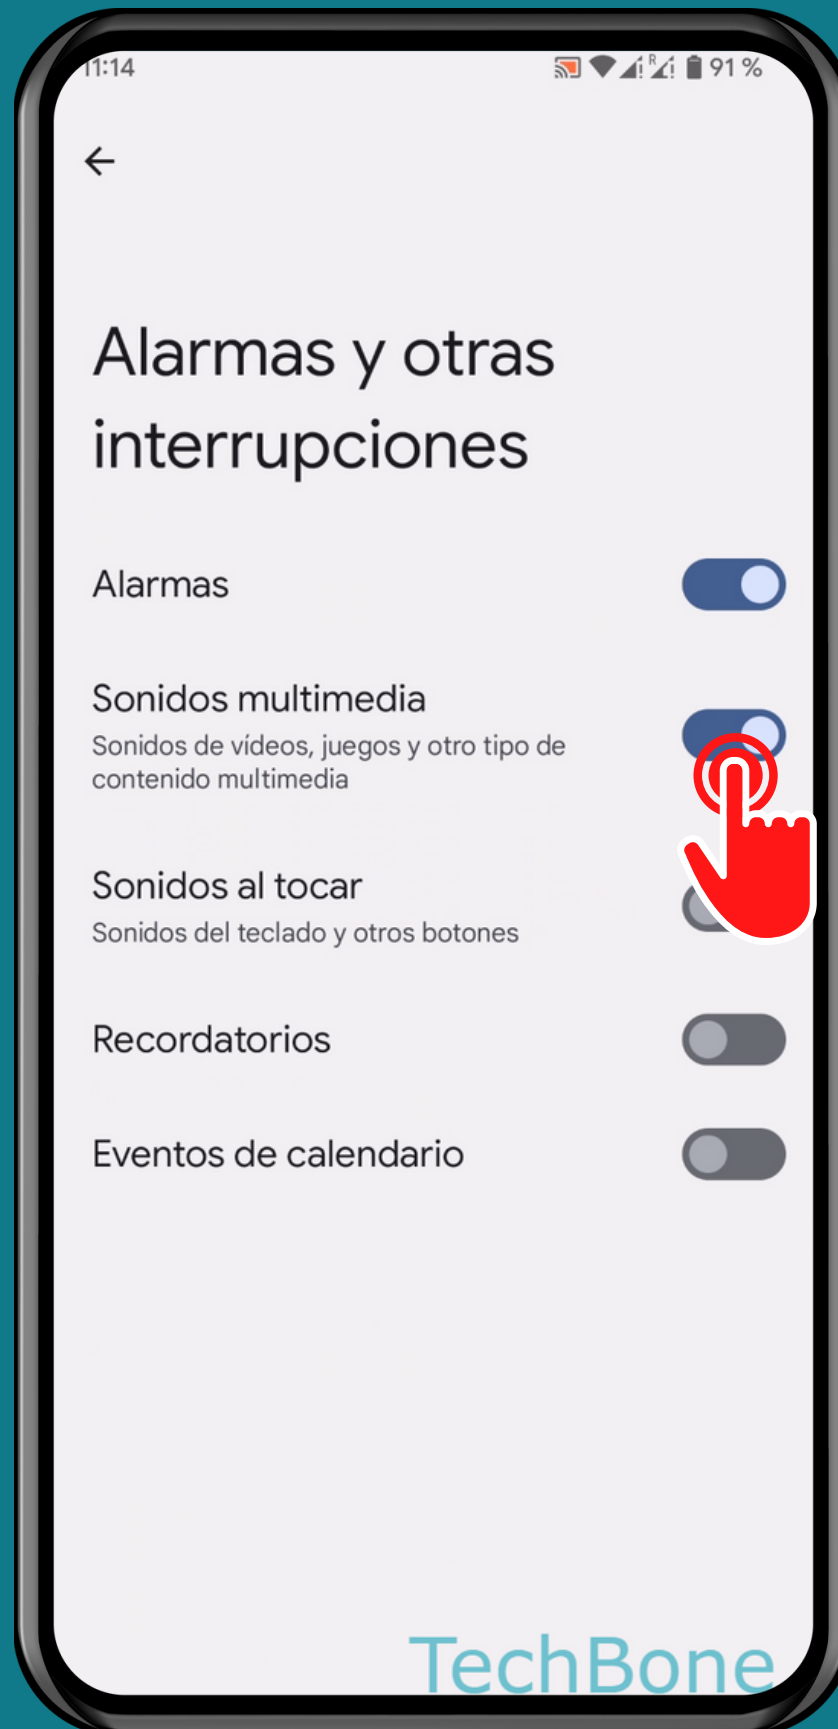 11:14
R
91 %
Alarmas y otras
interrupciones
Alarmas
Sonidos multimedia
Sonidos de vídeos, juegos y otro tipo de
contenido multimedia
Sonidos al tocar
Sonidos del teclado y otros botones
Recordatorios
Eventos de calendario
TechBone